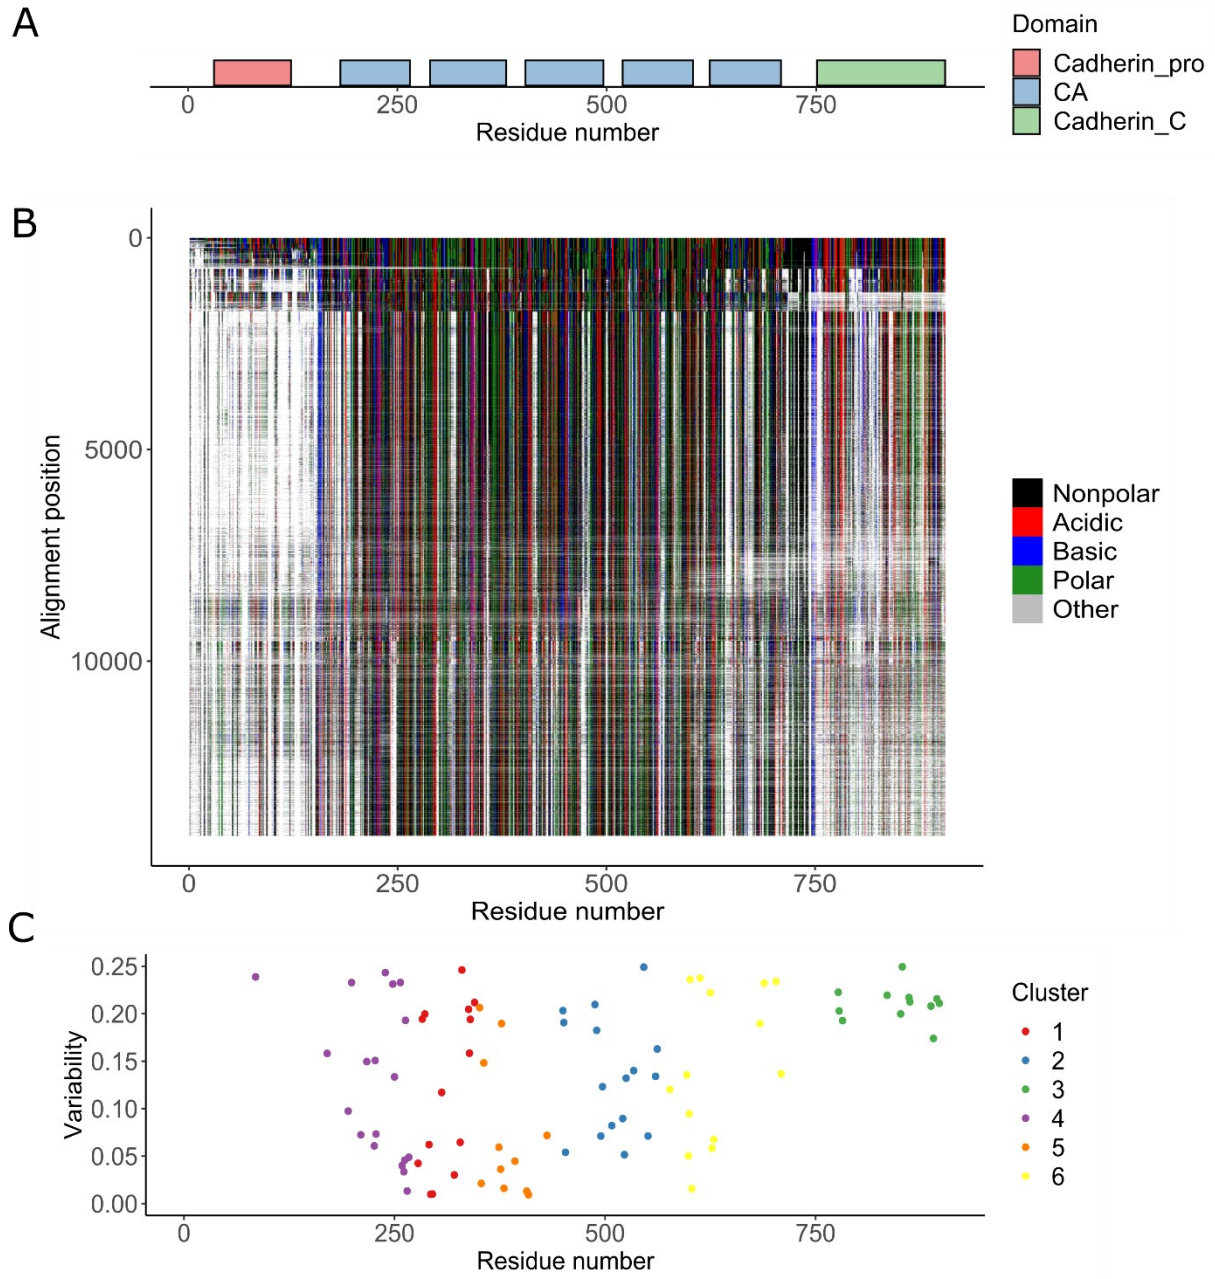 A
Domain
Cadherin_pro
CA
Cadherin_C
0 250 500 750
Residue number
B
0
5000
10000
Alignment position
Nonpolar
Acidic
Basic
Polar
Other
0 250 500 750
Residue number
C
0.25
0.20
0.15
0.10
0.05
0.00
Variability
Cluster
1
2
3
4
5
6
0 250 500 750
Residue number